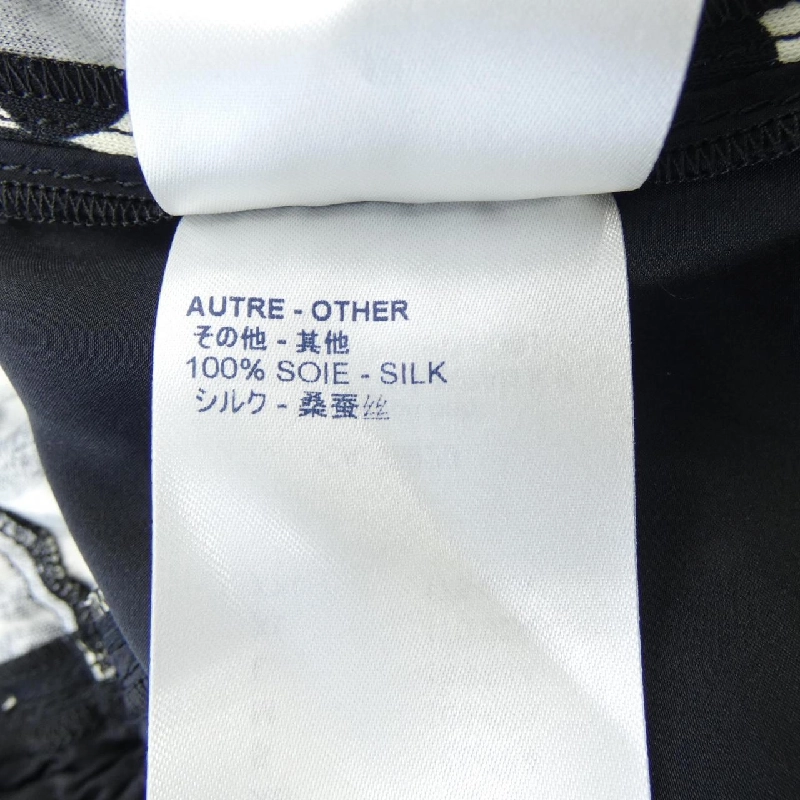 AUTRE - OTHER
その他 - 其他
100% SOIE - SILK
シルク - 桑蚕丝